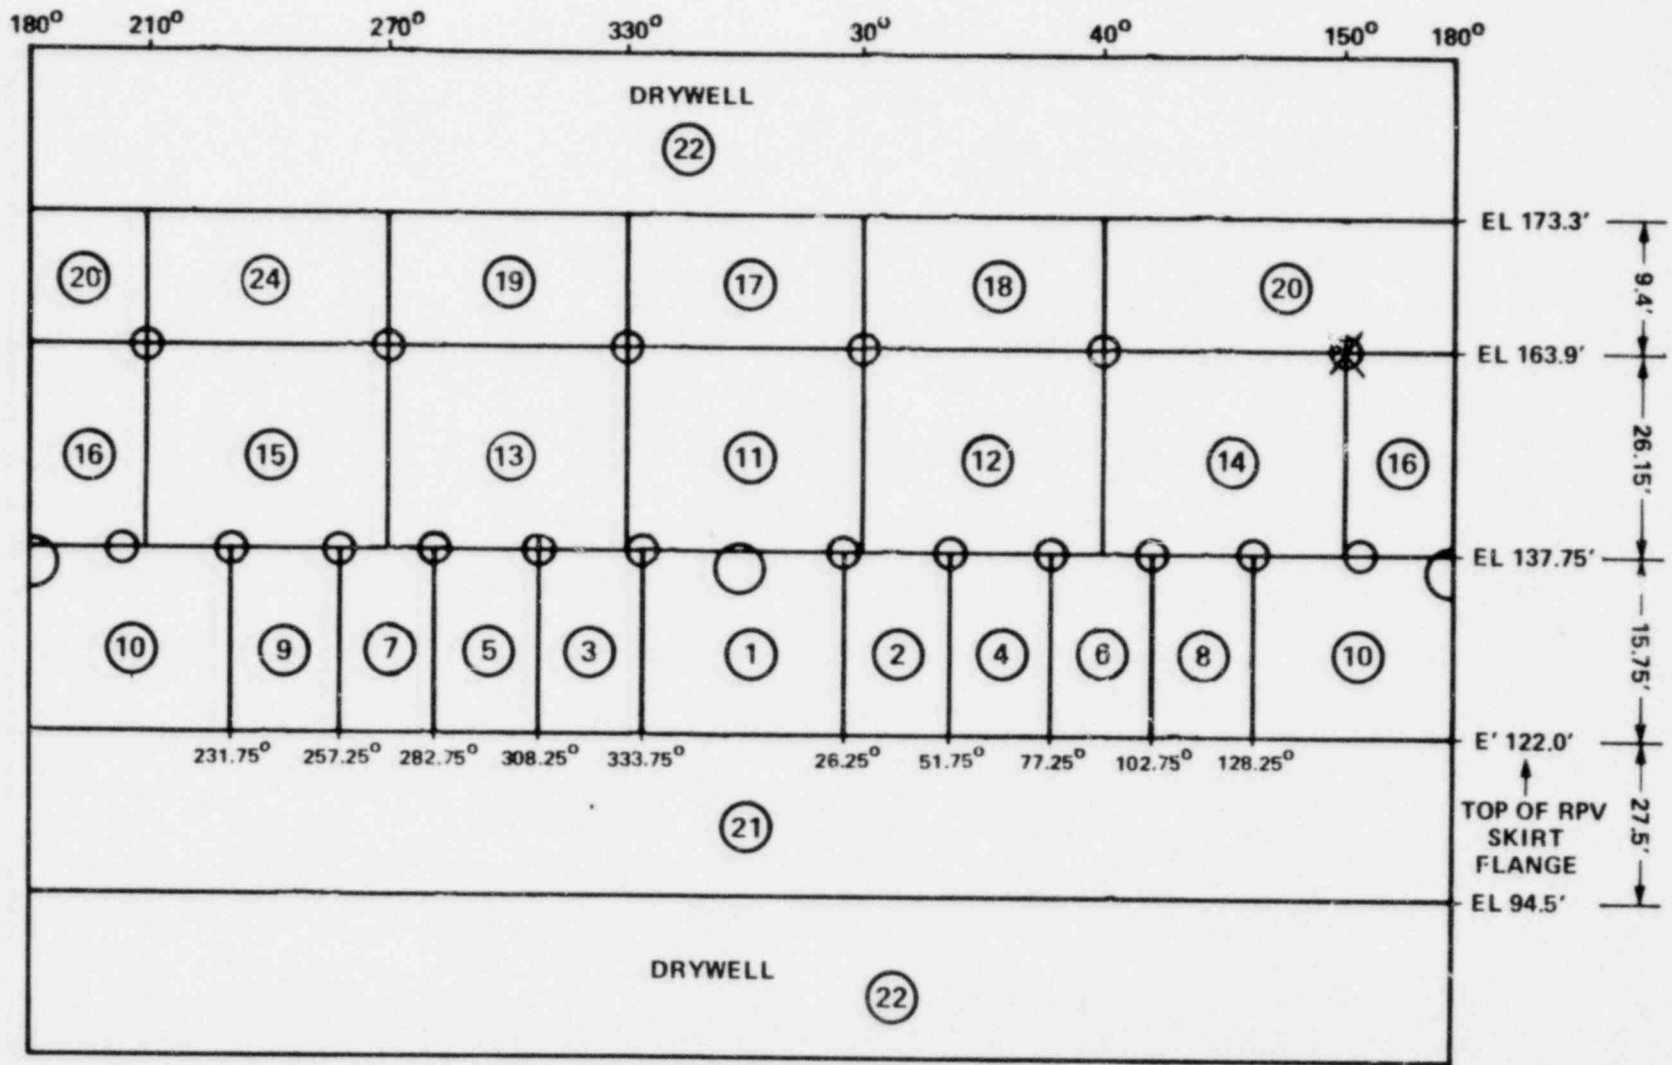 180° 210° 270° 330° 30° 40° 150° 180°
DRYWELL
22
EL 173.3'
20 24 19 17 18 20
9.4'
EL 163.9'
16 15 13 11 12 14 16
26.15'
EL 137.75'
10 9 7 5 3 1 2 4 6 8 10
15.75'
E' 122.0'
231.75° 257.25° 282.75° 308.25° 333.75° 26.25° 51.75° 77.25° 102.75° 128.25°
TOP OF RPV
SKIRT
FLANGE
21
27.5'
EL 94.5'
DRYWELL
22